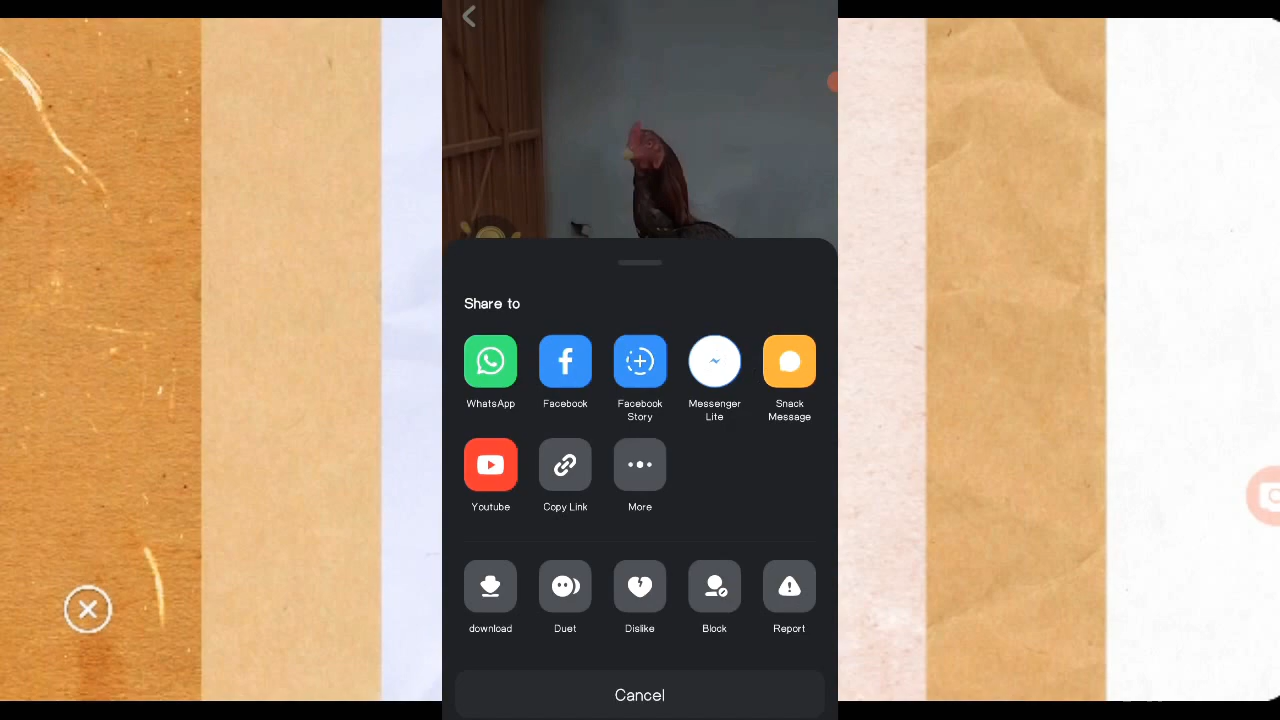 Share to
WhatsApp
Facebook
Facebook
Story
Messenger
Lite
Snack
Message
Youtube
Copy Link
More
download
Duet
Dislike
Block
Report
Cancel